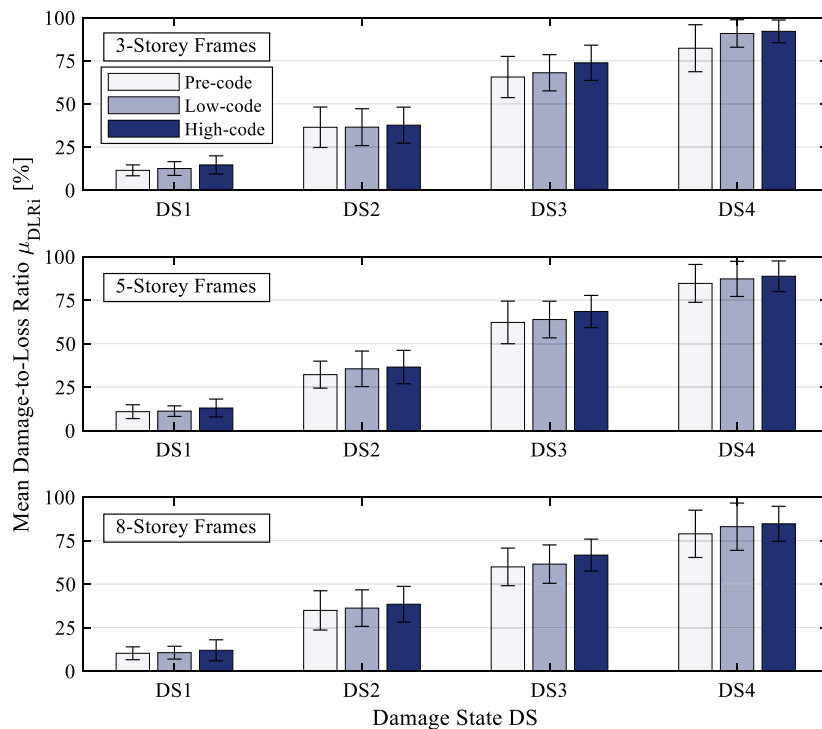 Mean Damage-to-Loss Ratio μ_DLRi [%]
100
75
50
25
0
3-Storey Frames
Pre-code
Low-code
High-code
DS1 DS2 DS3 DS4
100
75
50
25
0
5-Storey Frames
DS1 DS2 DS3 DS4
100
75
50
25
0
8-Storey Frames
DS1 DS2 DS3 DS4
Damage State DS